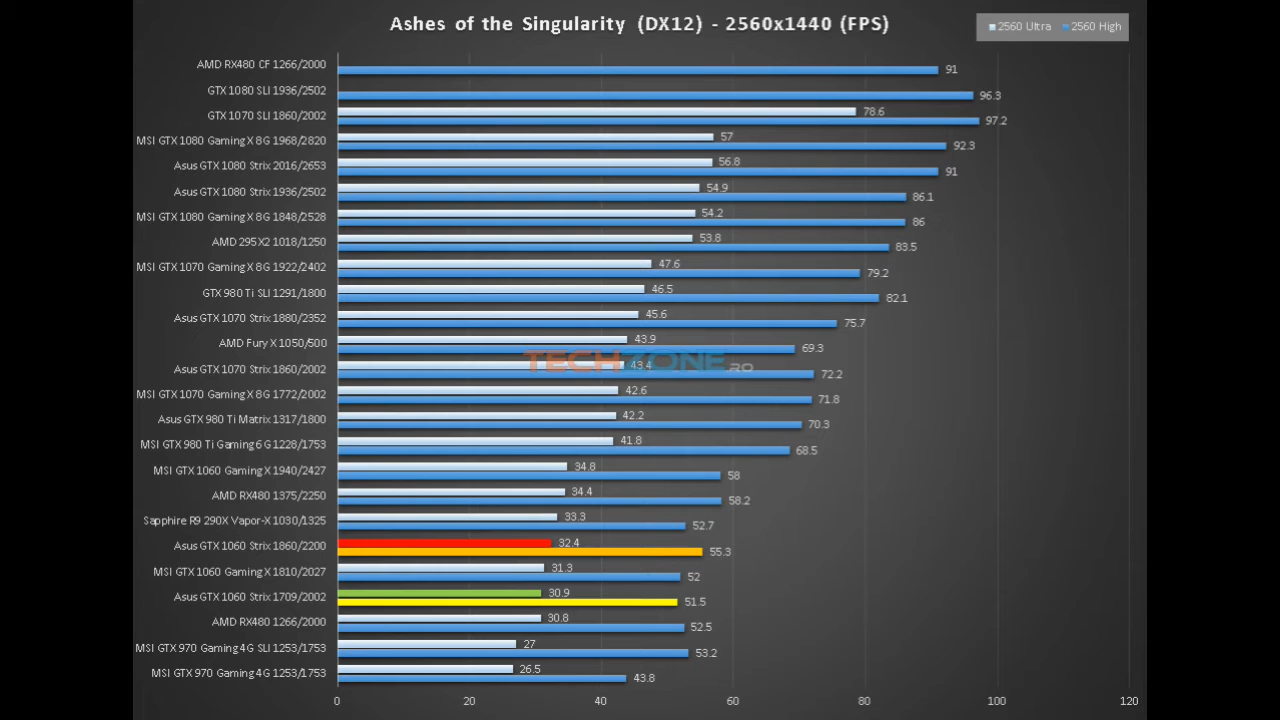 Ashes of the Singularity (DX12) - 2560x1440 (FPS)
2560 Ultra 2560 High
AMD RX480 CF 1266/2000 91
GTX 1080 SLI 1936/2502 96.3
GTX 1070 SLI 1860/2002 78.6 97.2
MSI GTX 1080 Gaming X 8G 1968/2820 57 92.3
Asus GTX 1080 Strix 2016/2653 56.8 91
Asus GTX 1080 Strix 1936/2502 54.9 86.1
MSI GTX 1080 Gaming X 8G 1848/2528 54.2 86
AMD 295X2 1018/1250 53.8 83.5
MSI GTX 1070 Gaming X 8G 1922/2402 47.6 79.2
GTX 980 Ti SLI 1291/1800 46.5 82.1
Asus GTX 1070 Strix 1880/2352 45.6 75.7
AMD Fury X 1050/500 43.9 69.3
TECHZONE.RO
Asus GTX 1070 Strix 1860/2002 43.4 72.2
MSI GTX 1070 Gaming X 8G 1772/2002 42.6 71.8
Asus GTX 980 Ti Matrix 1317/1800 42.2 70.3
MSI GTX 980 Ti Gaming 6G 1228/1753 41.8 68.5
MSI GTX 1060 Gaming X 1940/2427 34.8 58
AMD RX480 1375/2250 34.4 58.2
Sapphire R9 290X Vapor-X 1030/1325 33.3 52.7
Asus GTX 1060 Strix 1860/2200 32.4 55.3
MSI GTX 1060 Gaming X 1810/2027 31.3 52
Asus GTX 1060 Strix 1709/2002 30.9 51.5
AMD RX480 1266/2000 30.8 52.5
MSI GTX 970 Gaming 4G SLI 1253/1753 27 53.2
MSI GTX 970 Gaming 4G 1253/1753 26.5 43.8
0 20 40 60 80 100 120